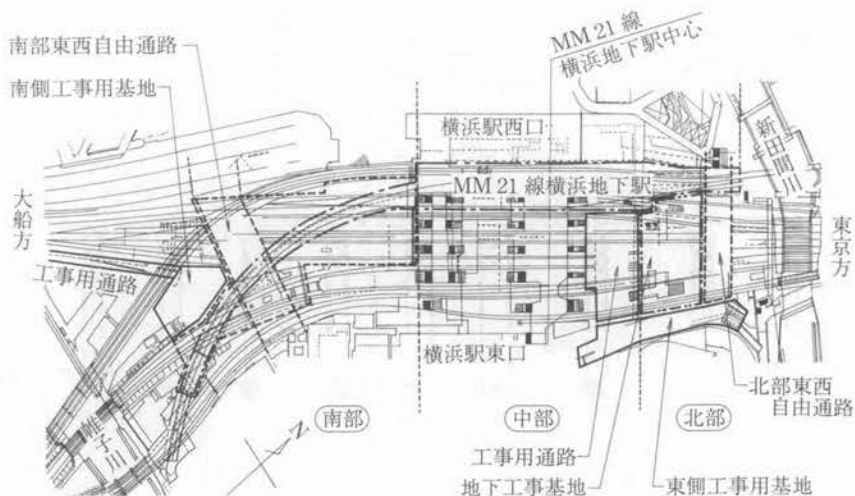 MM 21 線
横浜地下駅中心
南部東西自由通路
南側工事用基地
横浜駅西口
新田間川
MM 21 線横浜地下駅
大船方
東京方
工事用通路
横浜駅東口
北部東西
自由通路
帷子川
南部
中部
北部
N
工事用通路
地下工事基地
東側工事用基地